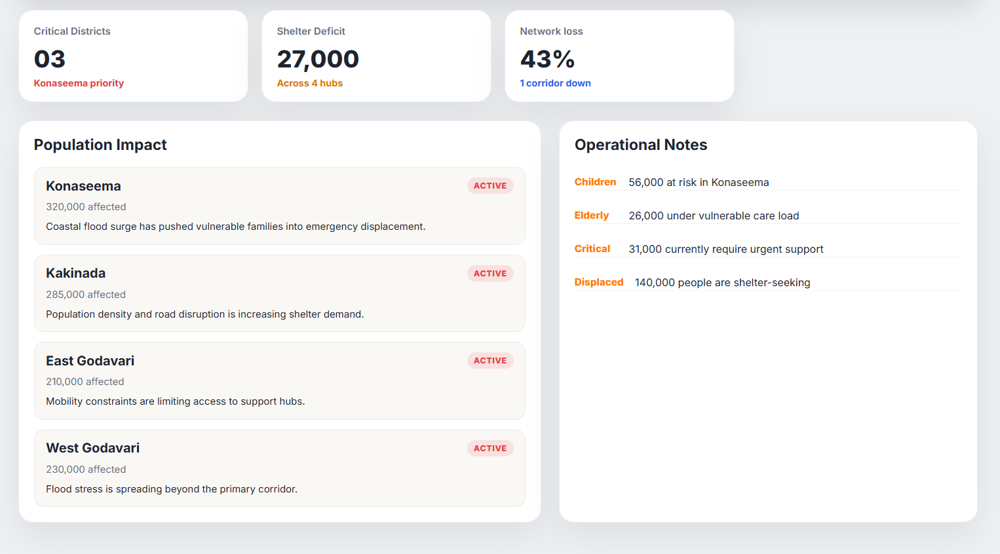 Critical Districts
03
Konaseema priority
Shelter Deficit
27,000
Across 4 hubs
Network loss
43%
1 corridor down
Population Impact
Konaseema
ACTIVE
320,000 affected
Coastal flood surge has pushed vulnerable families into emergency displacement.
Kakinada
ACTIVE
285,000 affected
Population density and road disruption is increasing shelter demand.
East Godavari
ACTIVE
210,000 affected
Mobility constraints are limiting access to support hubs.
West Godavari
ACTIVE
230,000 affected
Flood stress is spreading beyond the primary corridor.
Operational Notes
Children 56,000 at risk in Konaseema
Elderly 26,000 under vulnerable care load
Critical 31,000 currently require urgent support
Displaced 140,000 people are shelter-seeking